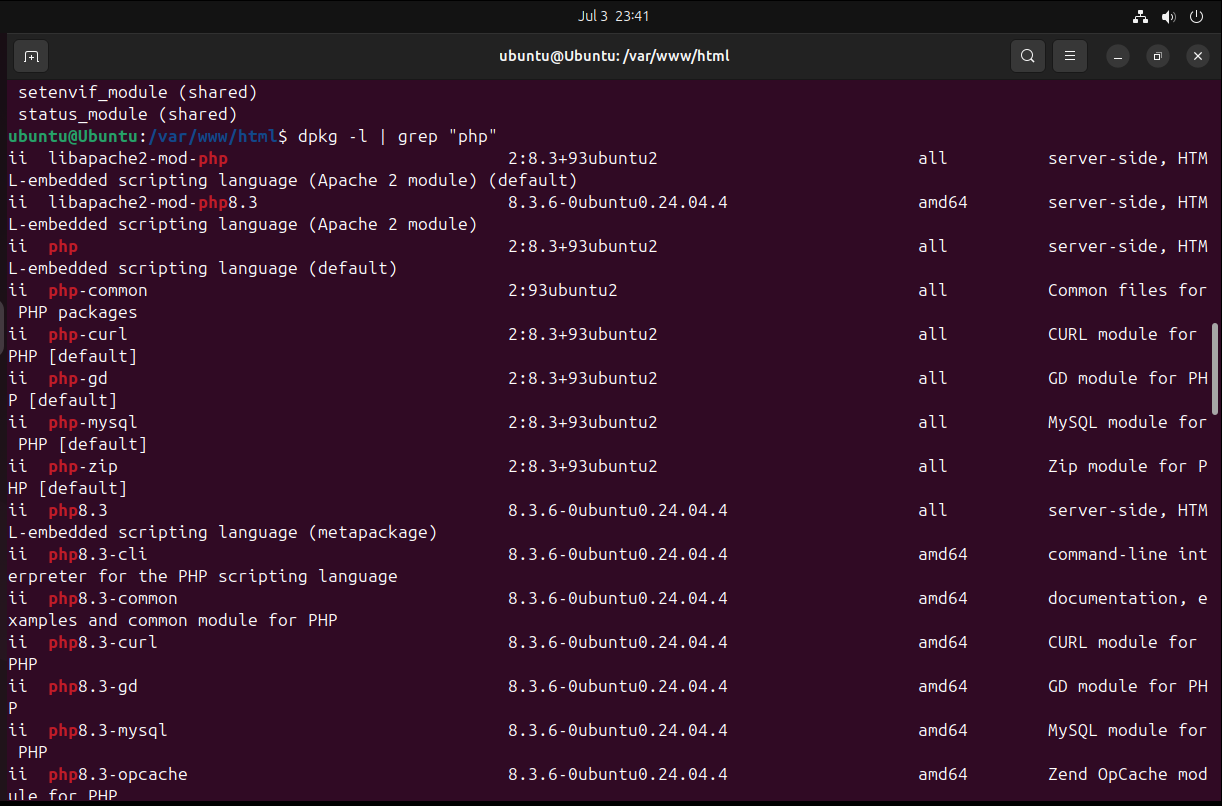 Jul 3 23:41
ubuntu@Ubuntu: /var/www/html
setenvif_module (shared)
status_module (shared)
ubuntu@Ubuntu:/var/www/html$ dpkg -l | grep "php"
ii  libapache2-mod-php                            2:8.3+93ubuntu2                          all          server-side, HTM
L-embedded scripting language (Apache 2 module) (default)
ii  libapache2-mod-php8.3                         8.3.6-0ubuntu0.24.04.4                   amd64        server-side, HTM
L-embedded scripting language (Apache 2 module)
ii  php                                           2:8.3+93ubuntu2                          all          server-side, HTM
L-embedded scripting language (default)
ii  php-common                                    2:93ubuntu2                              all          Common files for
 PHP packages
ii  php-curl                                      2:8.3+93ubuntu2                          all          CURL module for
PHP [default]
ii  php-gd                                        2:8.3+93ubuntu2                          all          GD module for PH
P [default]
ii  php-mysql                                     2:8.3+93ubuntu2                          all          MySQL module for
 PHP [default]
ii  php-zip                                       2:8.3+93ubuntu2                          all          Zip module for P
HP [default]
ii  php8.3                                        8.3.6-0ubuntu0.24.04.4                   all          server-side, HTM
L-embedded scripting language (metapackage)
ii  php8.3-cli                                    8.3.6-0ubuntu0.24.04.4                   amd64        command-line int
erpreter for the PHP scripting language
ii  php8.3-common                                 8.3.6-0ubuntu0.24.04.4                   amd64        documentation, e
xamples and common module for PHP
ii  php8.3-curl                                   8.3.6-0ubuntu0.24.04.4                   amd64        CURL module for
PHP
ii  php8.3-gd                                     8.3.6-0ubuntu0.24.04.4                   amd64        GD module for PH
P
ii  php8.3-mysql                                  8.3.6-0ubuntu0.24.04.4                   amd64        MySQL module for
 PHP
ii  php8.3-opcache                                8.3.6-0ubuntu0.24.04.4                   amd64        Zend OpCache mod
ule for PHP